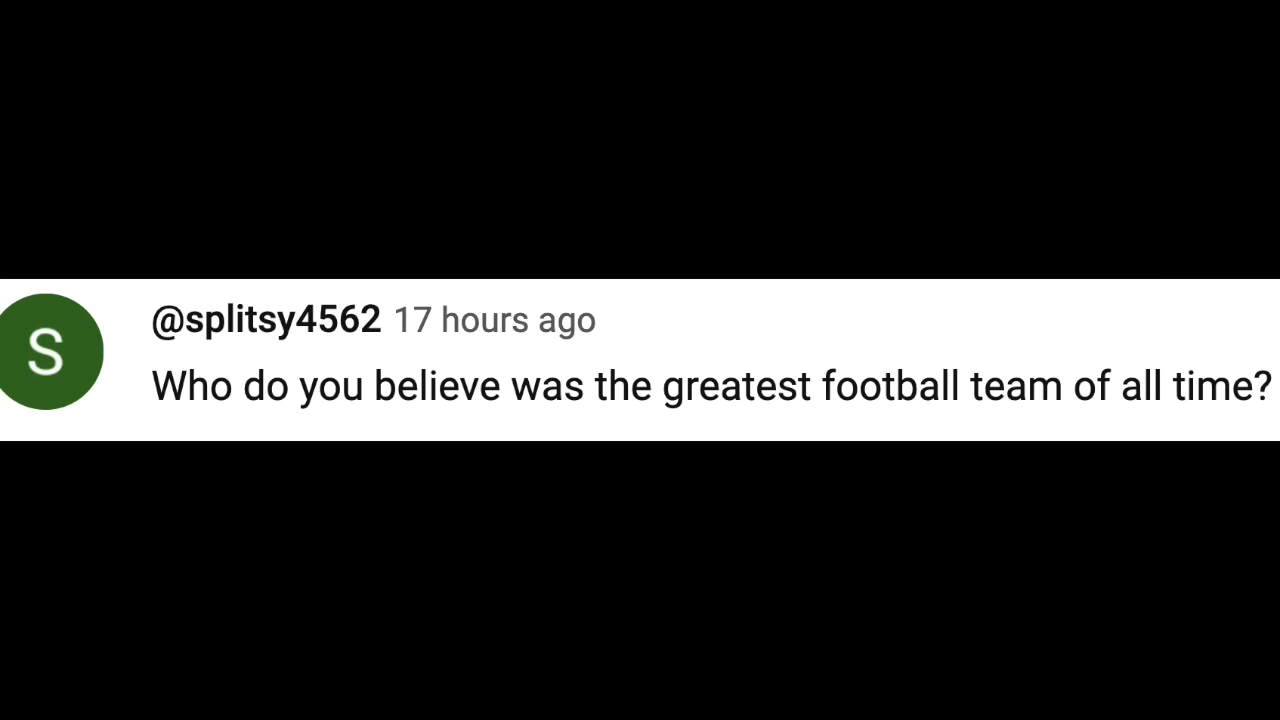 S
@splitsy4562 17 hours ago
Who do you believe was the greatest football team of all time?